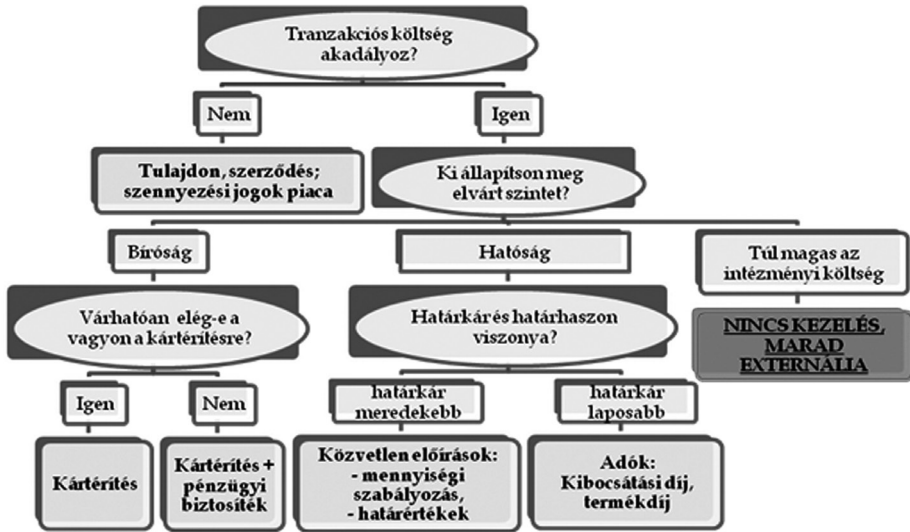 Tranzakciós költség
akadályoz?
Nem
Igen
Tulajdon, szerződés;
szennyezési jogok piaca
Ki állapítson meg
elvárt szintet?
Bíróság
Hatóság
Túl magas az
intézményi költség
Várhatóan elég-e a
vagyon a kártérítésre?
Határkár és határhaszon
viszonya?
NINCS KEZELÉS,
MARAD
EXTERNÁLIA
Igen
Nem
határkár
meredekebb
határkár
laposabb
Kártérítés
Kártérítés +
pénzügyi
biztosíték
Közvetlen előírások:
- mennyiségi
szabályozás,
- határértékek
Adók:
Kibocsátási díj,
termékdíj